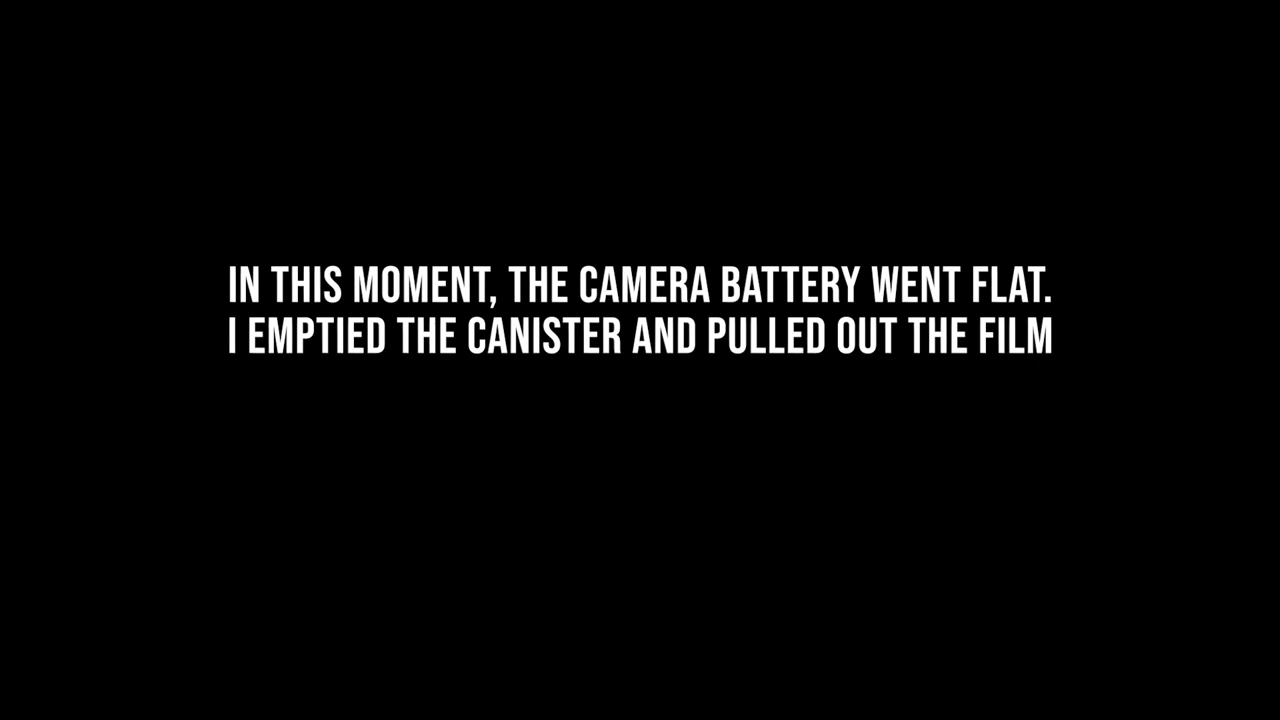 IN THIS MOMENT, THE CAMERA BATTERY WENT FLAT.
I EMPTIED THE CANISTER AND PULLED OUT THE FILM